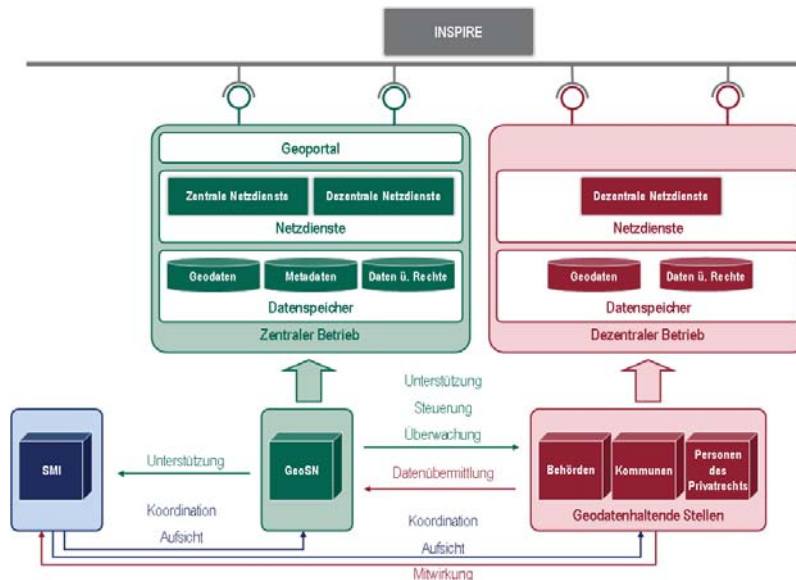 INSPIRE
Geoportal
Zentrale Netzdienste
Dezentrale Netzdienste
Netzdienste
Geodaten
Metadaten
Daten ü. Rechte
Datenspeicher
Zentraler Betrieb
Dezentrale Netzdienste
Netzdienste
Geodaten
Daten ü. Rechte
Datenspeicher
Dezentraler Betrieb
SMI
Unterstützung
GeoSN
Unterstützung
Steuerung
Überwachung
Datenübermittlung
Behörden
Kommunen
Personen
des
Privatrechts
Geodatenhaltende Stellen
Koordination
Aufsicht
Koordination
Aufsicht
Mitwirkung